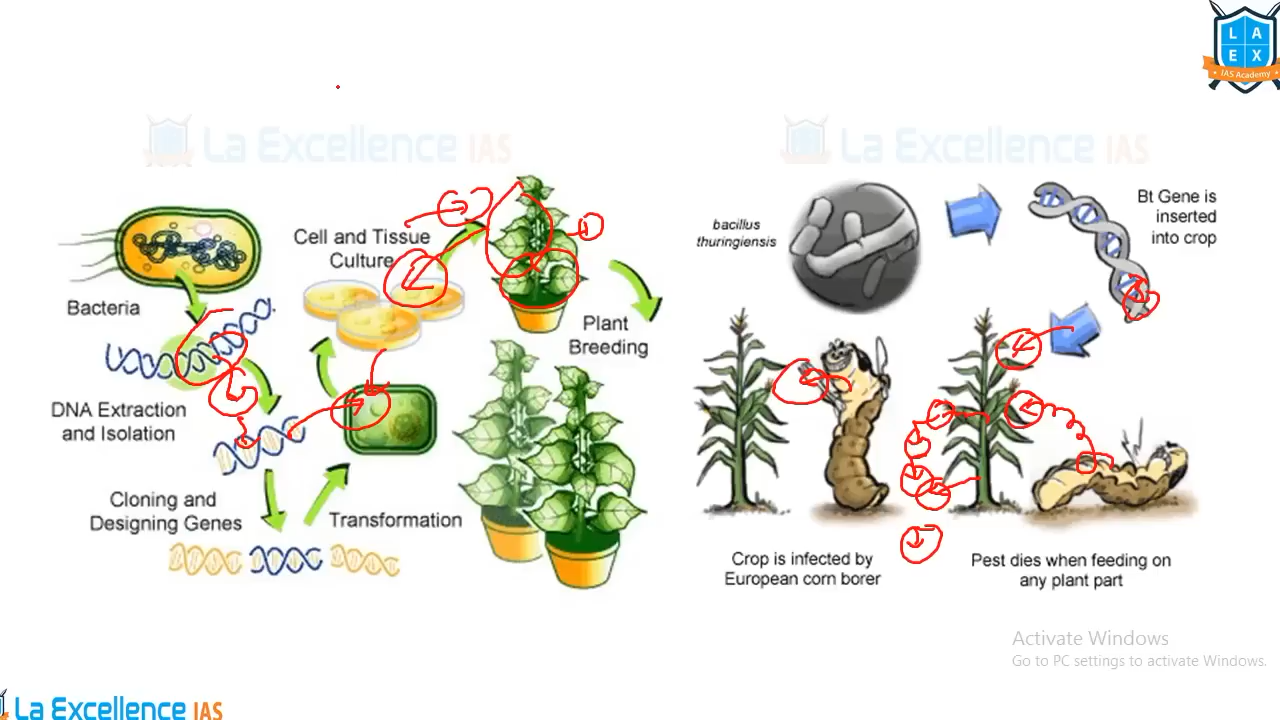 L A
E X
IAS Academy
La Excellence IAS
La Excellence IAS
Bacteria
DNA Extraction
and Isolation
Cloning and
Designing Genes
Transformation
Cell and Tissue
Culture
Plant
Breeding
bacillus
thuringiensis
Bt Gene is
inserted
into crop
Crop is infected by
European corn borer
Pest dies when feeding on
any plant part
Activate Windows
Go to PC settings to activate Windows.
La Excellence IAS